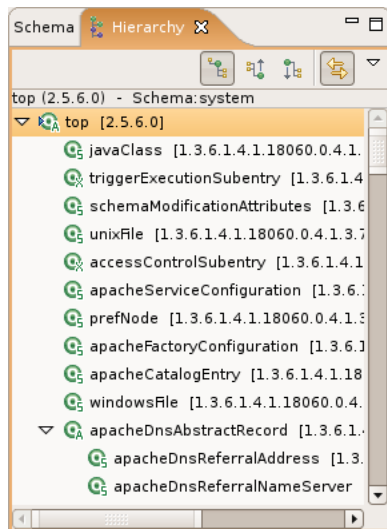 Schema Hierarchy
top (2.5.6.0) - Schema:system
top [2.5.6.0]
javaClass [1.3.6.1.4.1.18060.0.4.1.
triggerExecutionSubentry [1.3.6.1.4
schemaModificationAttributes [1.3.6
unixFile [1.3.6.1.4.1.18060.0.4.1.3.7
accessControlSubentry [1.3.6.1.4.1
apacheServiceConfiguration [1.3.6.1
prefNode [1.3.6.1.4.1.18060.0.4.1.3
apacheFactoryConfiguration [1.3.6.1
apacheCatalogEntry [1.3.6.1.4.1.18
windowsFile [1.3.6.1.4.1.18060.0.4.
apacheDnsAbstractRecord [1.3.6.1.
apacheDnsReferralAddress [1.3.
apacheDnsReferralNameServer